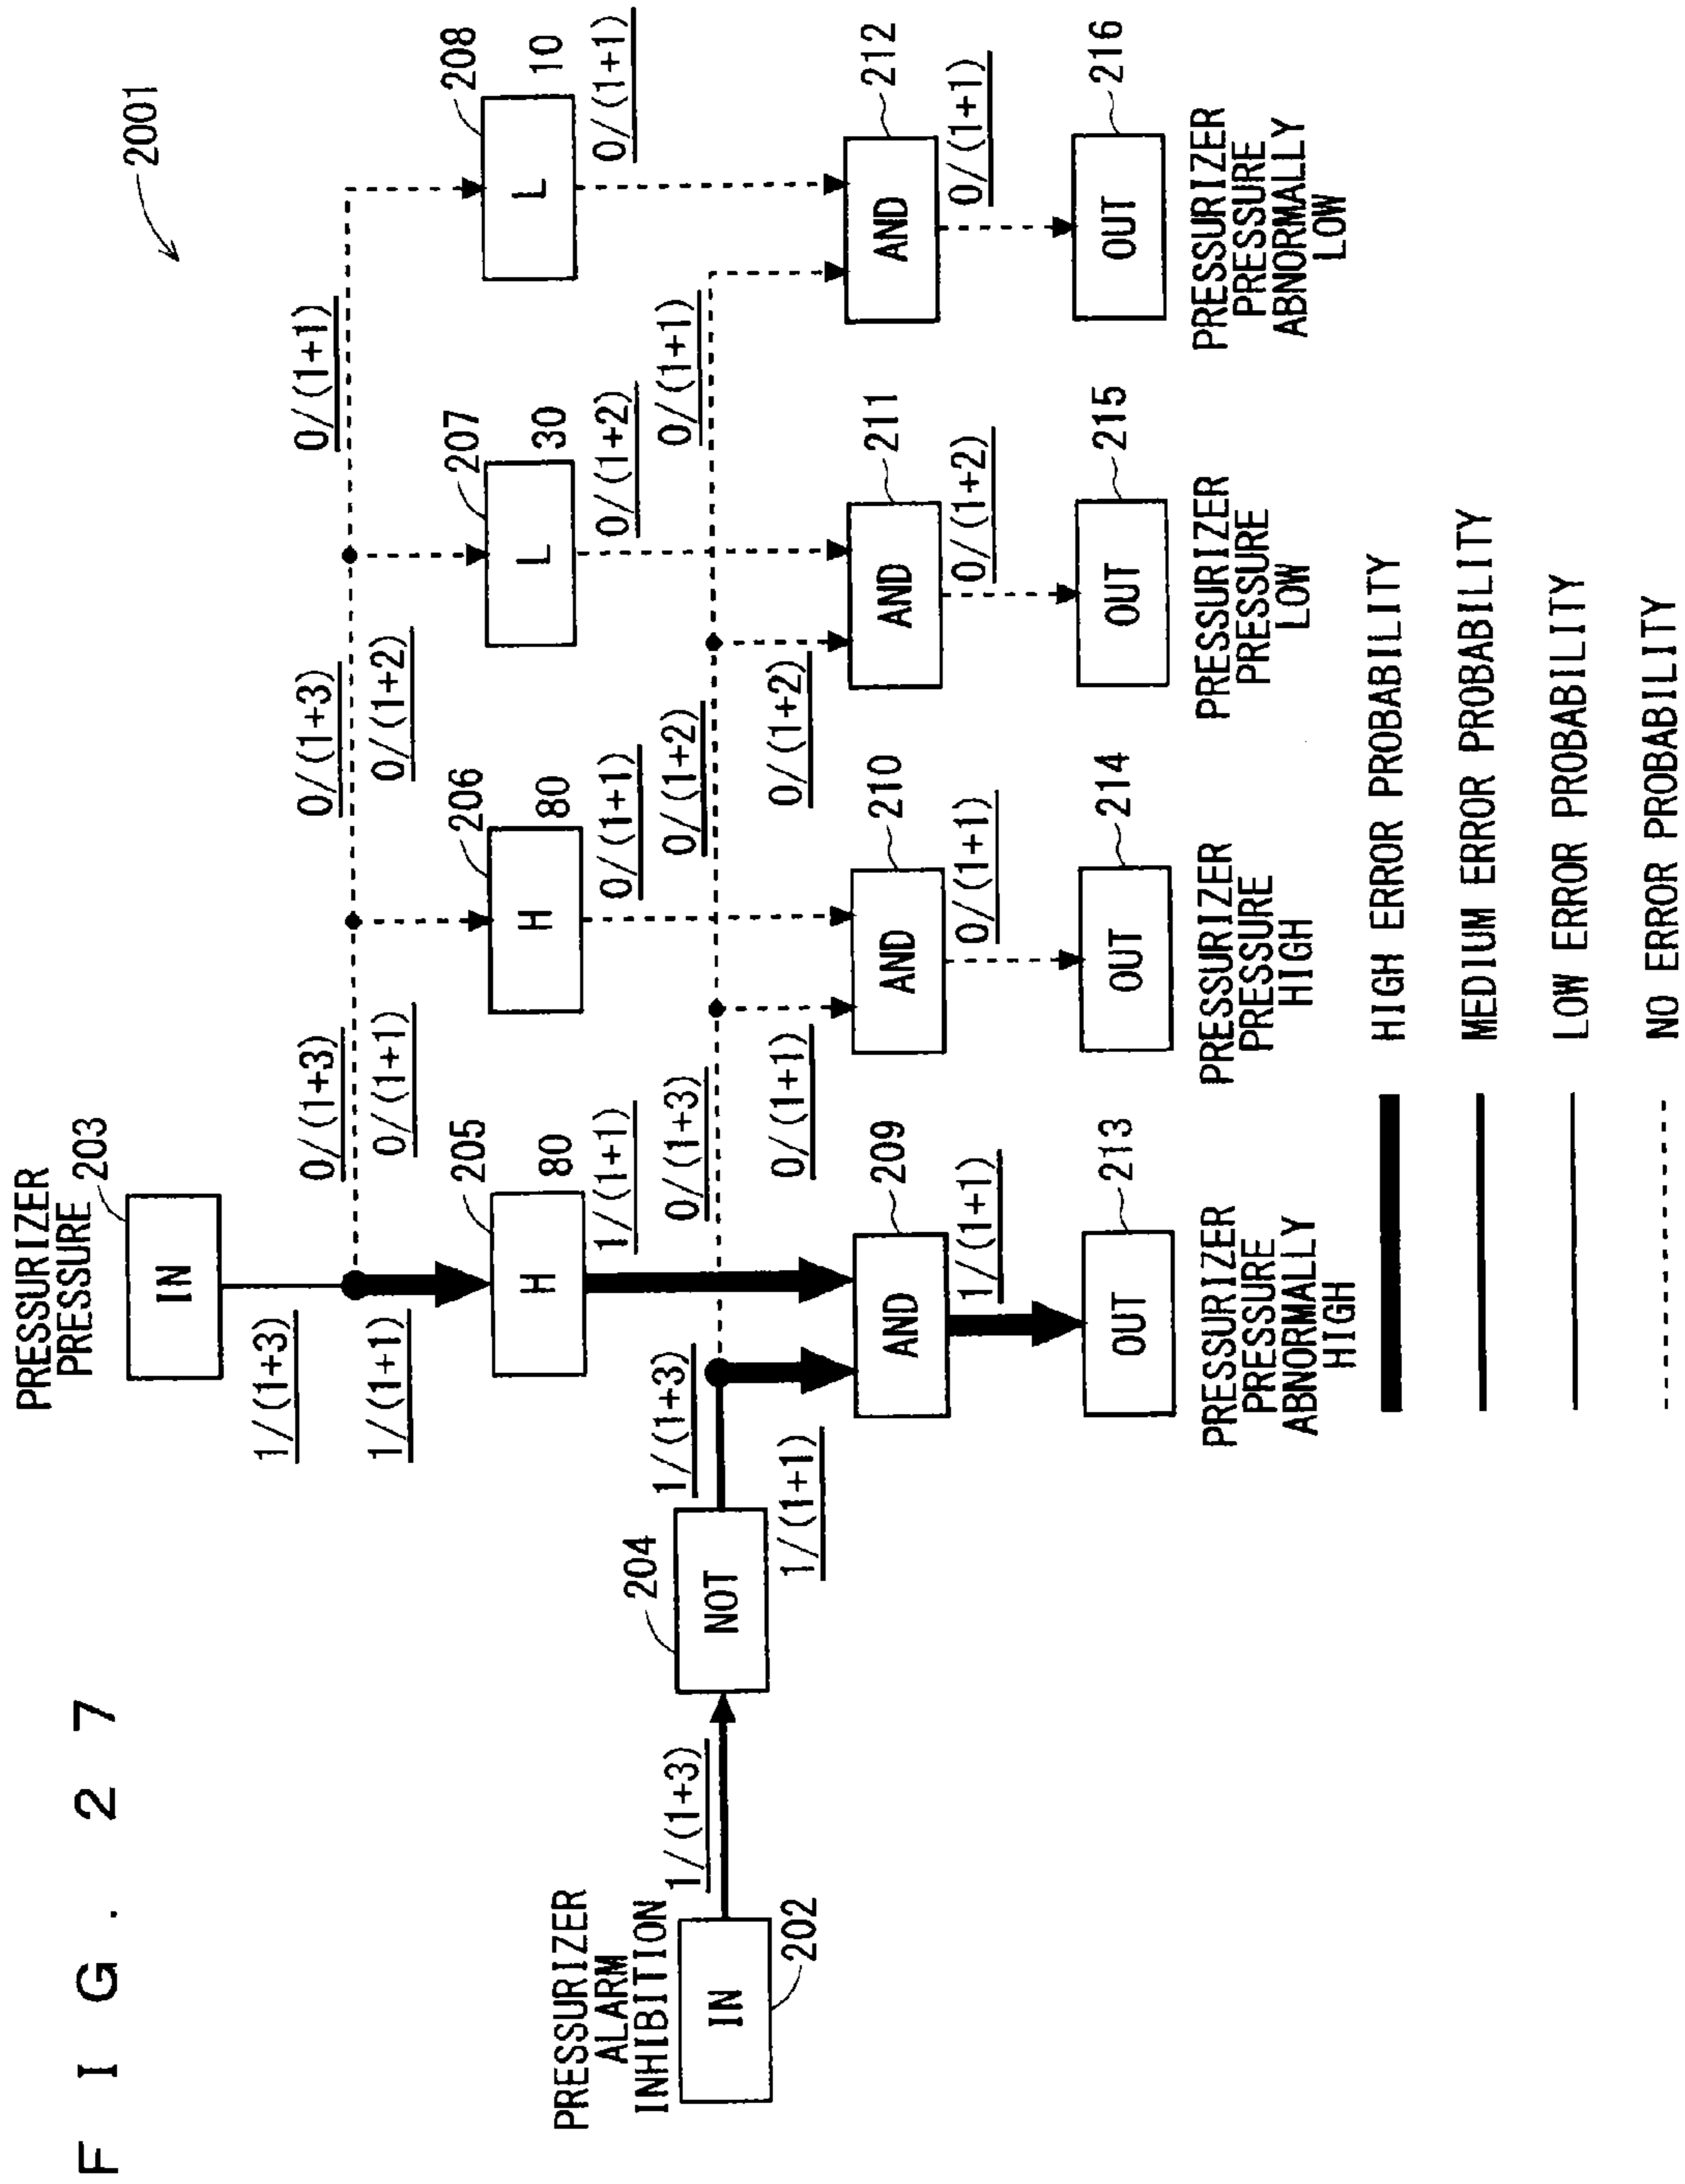 FIG. 27
2001
PRESSURIZER
PRESSURE
203
IN
1/(1+3)
0/(1+3)
0/(1+3)
0/(1+1)
1/(1+1)
0/(1+1)
0/(1+2)
205
206
207
208
H
H
L
L
80
80
30
10
1/(1+1)
0/(1+1)
0/(1+2)
0/(1+1)
PRESSURIZER
ALARM
INHIBITION
IN
202
1/(1+3)
204
NOT
1/(1+3)
0/(1+3)
0/(1+2)
0/(1+1)
1/(1+1)
0/(1+1)
0/(1+2)
209
210
211
212
AND
AND
AND
AND
1/(1+1)
0/(1+1)
0/(1+2)
0/(1+1)
213
214
215
216
OUT
OUT
OUT
OUT
PRESSURIZER
PRESSURE
ABNORMALLY
HIGH
PRESSURIZER
PRESSURE
HIGH
PRESSURIZER
PRESSURE
LOW
PRESSURIZER
PRESSURE
ABNORMALLY
LOW
HIGH ERROR PROBABILITY
MEDIUM ERROR PROBABILITY
LOW ERROR PROBABILITY
NO ERROR PROBABILITY